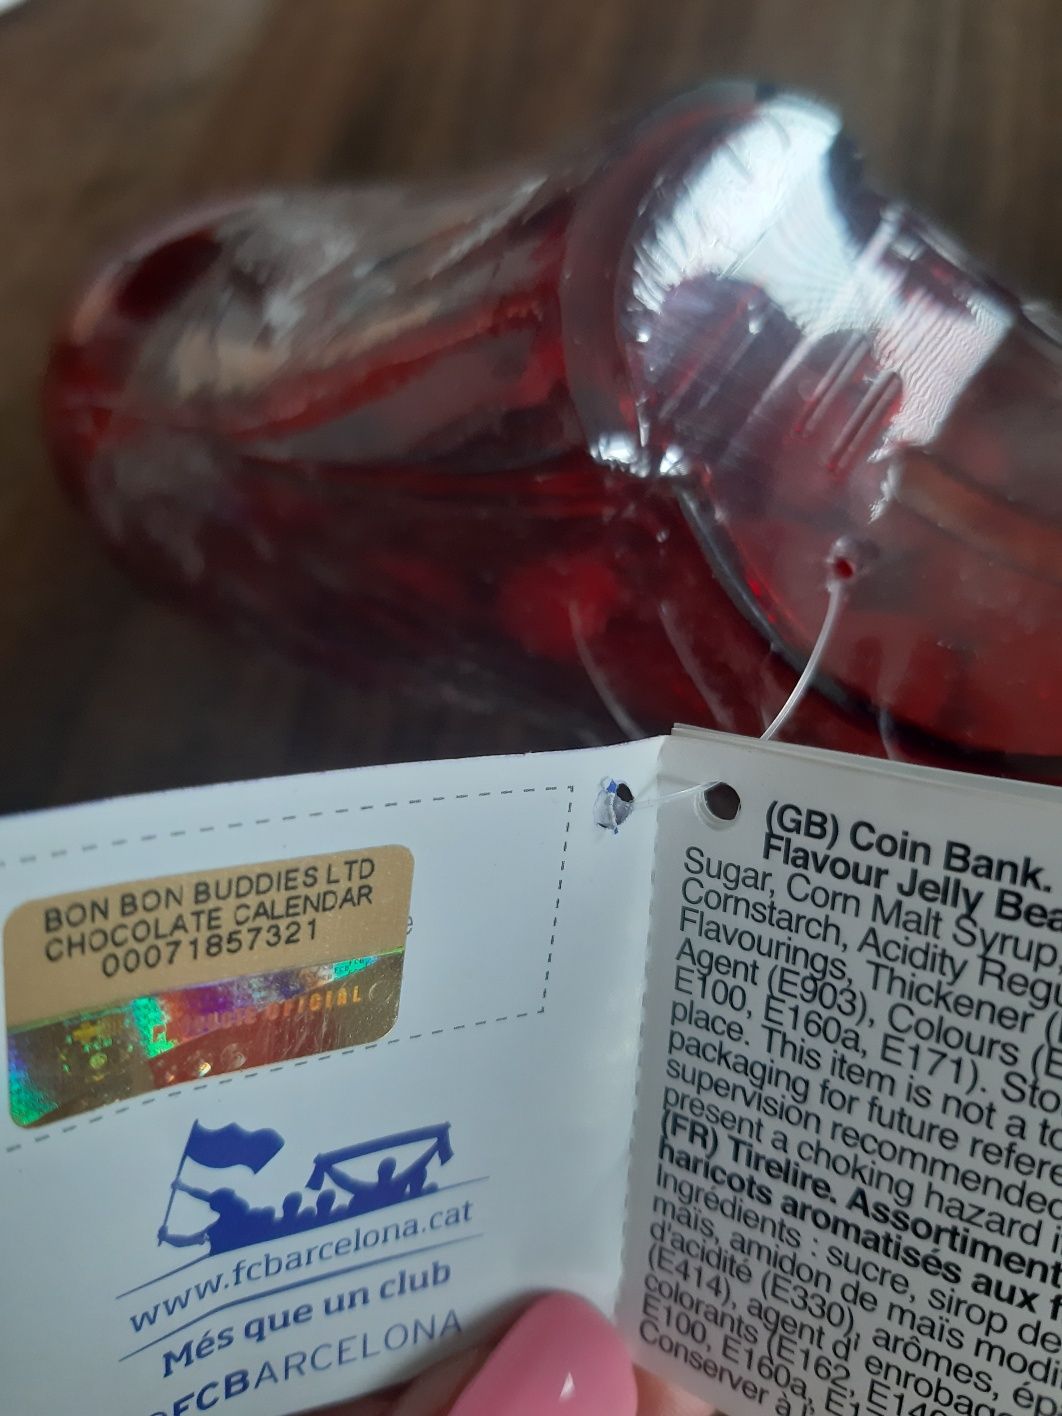 BON BON BUDDIES LTD
CHOCOLATE CALENDAR
00071857321
OFFICIAL
www.fcbarcelona.cat
Més que un club
FCBARCELONA
(GB) Coin Bank.
Flavour Jelly
Sugar, Corn Malt Syrup,
Cornstarch, Acidity
Flavourings, Thickener
Agent (E903), Colours
E100, E160a, E171).
place. This item is not a
packaging for future
supervision
present a choking hazard
(FR) Tirelire. Assortiment
haricots aromatisés aux
Ingrédients : sucre, sirop de
maïs, amidon de maïs
d'acidité (E330), arômes,
(E414), agent d'
colorants (E162,
E100, E160a,
Conserver à